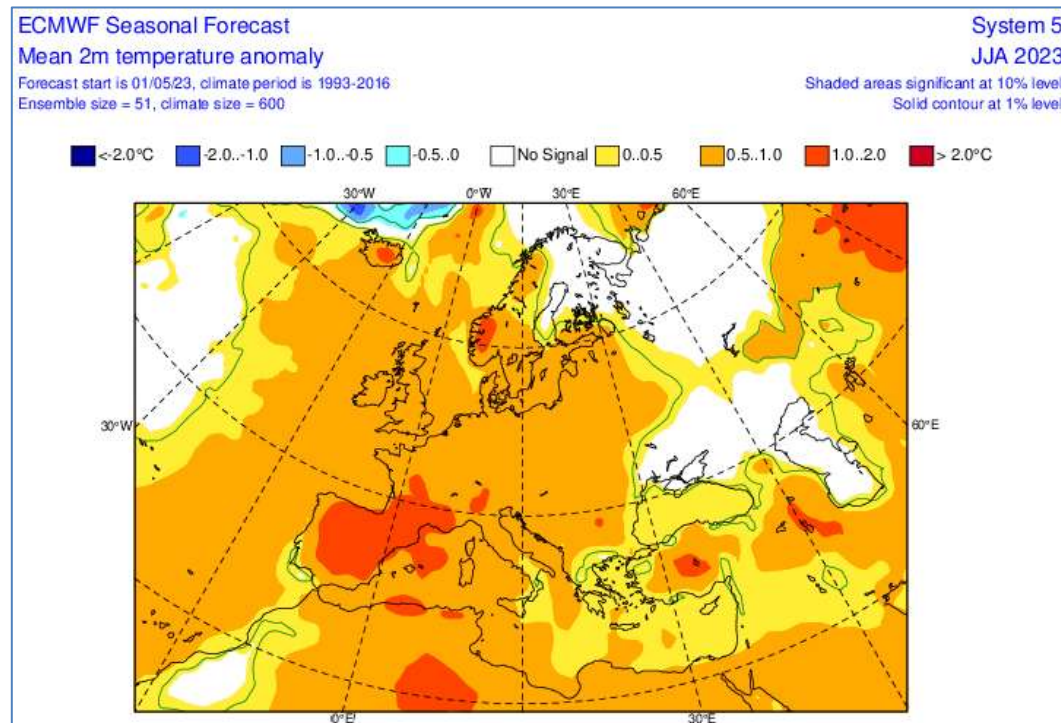 ECMWF Seasonal Forecast
System 5
Mean 2m temperature anomaly
JJA 2023
Forecast start is 01/05/23, climate period is 1993-2016
Shaded areas significant at 10% level
Ensemble size = 51, climate size = 600
Solid contour at 1% level
<-2.0°C -2.0..-1.0 -1.0..-0.5 -0.5..0 No Signal 0..0.5 0.5..1.0 1.0..2.0 > 2.0°C
30°W 0°W 30°E 60°E
30°W
60°E
0°E 30°E